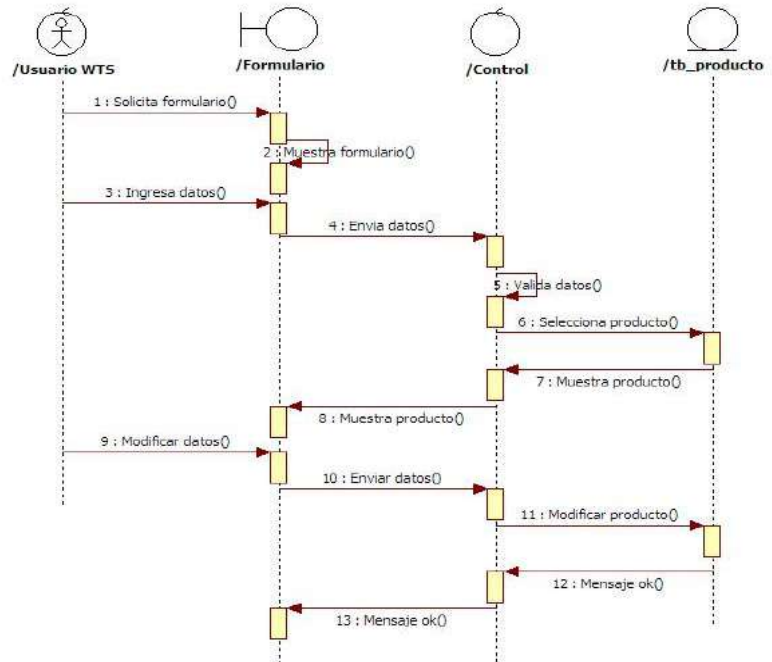 /Usuario WTS
/Formulario
/Control
/tb_producto
1 : Solicita formulario()
2 : Muestra formulario()
3 : Ingresa datos()
4 : Envia datos()
5 : Valida datos()
6 : Selecciona producto()
7 : Muestra producto()
8 : Muestra producto()
9 : Modificar datos()
10 : Enviar datos()
11 : Modificar producto()
12 : Mensaje ok()
13 : Mensaje ok()